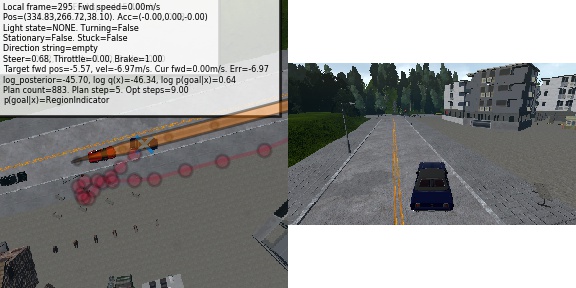 Local frame=295: Fwd speed=0.00m/s
Pos=(334.83,266.72,38.10). Acc=(-0.00,0.00,-0.00)
Light state=NONE. Turning=False
Stationary=False. Stuck=False
Direction string=empty
Steer=0.68; Throttle=0.00, Brake=1.00
Target fwd pos=-5.57, vel=-6.97m/s. Cur fwd=0.00m. Err=-6.97
log_posterior=-45.70, log q(x)=-46.34, log p(goal|x)=0.64
Plan count=883. Plan step=5. Opt steps=9.00
p(goal|x)=RegionIndicator